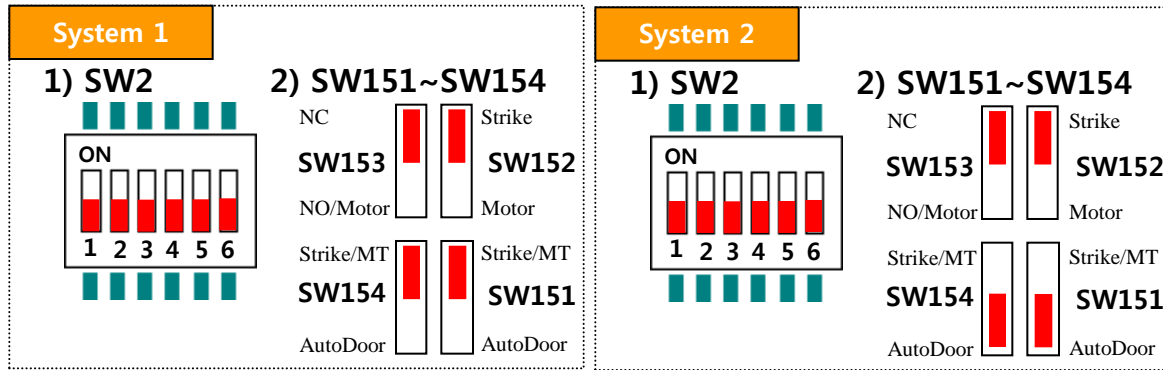 System 1
1) SW2
2) SW151~SW154
ON
1 2 3 4 5 6
NC
Strike
SW153
SW152
NO/Motor
Motor
Strike/MT
Strike/MT
SW154
SW151
AutoDoor
AutoDoor
System 2
1) SW2
2) SW151~SW154
ON
1 2 3 4 5 6
NC
Strike
SW153
SW152
NO/Motor
Motor
Strike/MT
Strike/MT
SW154
SW151
AutoDoor
AutoDoor